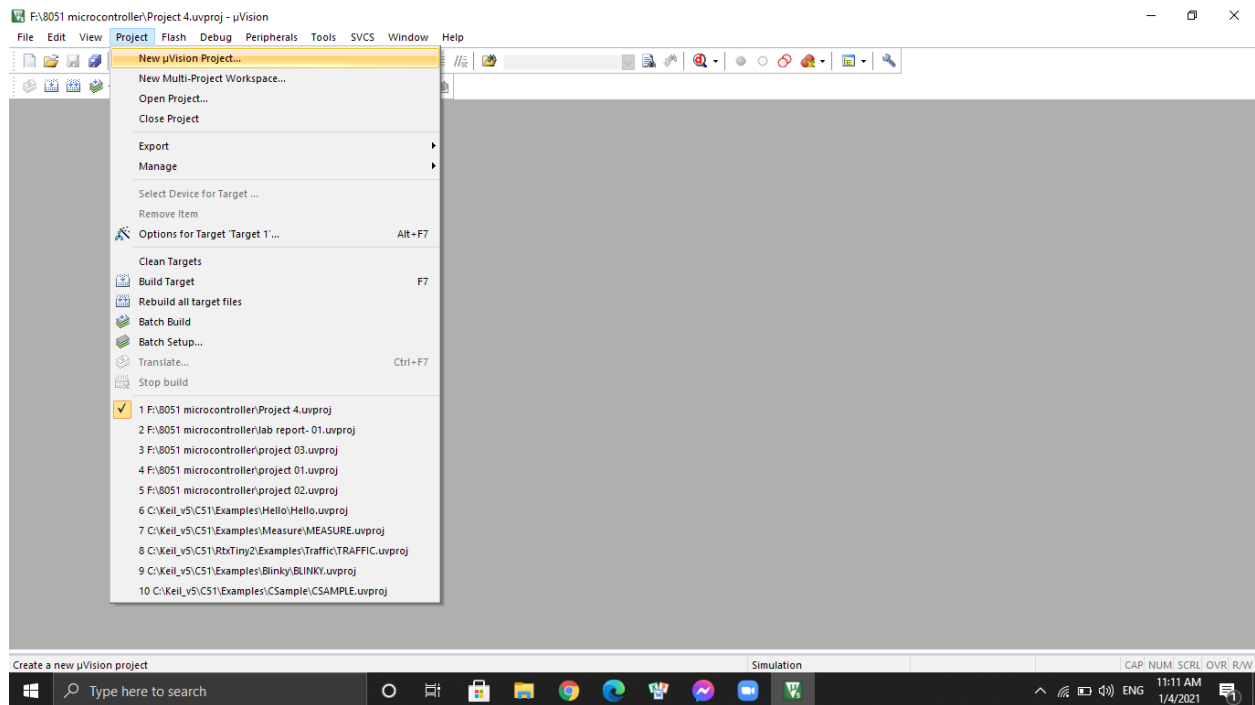 F:\8051 microcontroller\Project 4.uvproj - µVision
File Edit View Project Flash Debug Peripherals Tools SVCS Window Help
New µVision Project...
New Multi-Project Workspace...
Open Project...
Close Project
Export
Manage
Select Device for Target ...
Remove Item
Options for Target 'Target 1'... Alt+F7
Clean Targets
Build Target F7
Rebuild all target files
Batch Build
Batch Setup...
Translate... Ctrl+F7
Stop build
1 F:\8051 microcontroller\Project 4.uvproj
2 F:\8051 microcontroller\lab report- 01.uvproj
3 F:\8051 microcontroller\project 03.uvproj
4 F:\8051 microcontroller\project 01.uvproj
5 F:\8051 microcontroller\project 02.uvproj
6 C:\Keil_v5\C51\Examples\Hello\Hello.uvproj
7 C:\Keil_v5\C51\Examples\Measure\MEASURE.uvproj
8 C:\Keil_v5\C51\RtxTiny2\Examples\Traffic\TRAFFIC.uvproj
9 C:\Keil_v5\C51\Examples\Blinky\BLINKY.uvproj
10 C:\Keil_v5\C51\Examples\CSample\CSAMPLE.uvproj
Create a new µVision project Simulation CAP NUM SCRL OVR R/W
Type here to search ENG 11:11 AM
1/4/2021